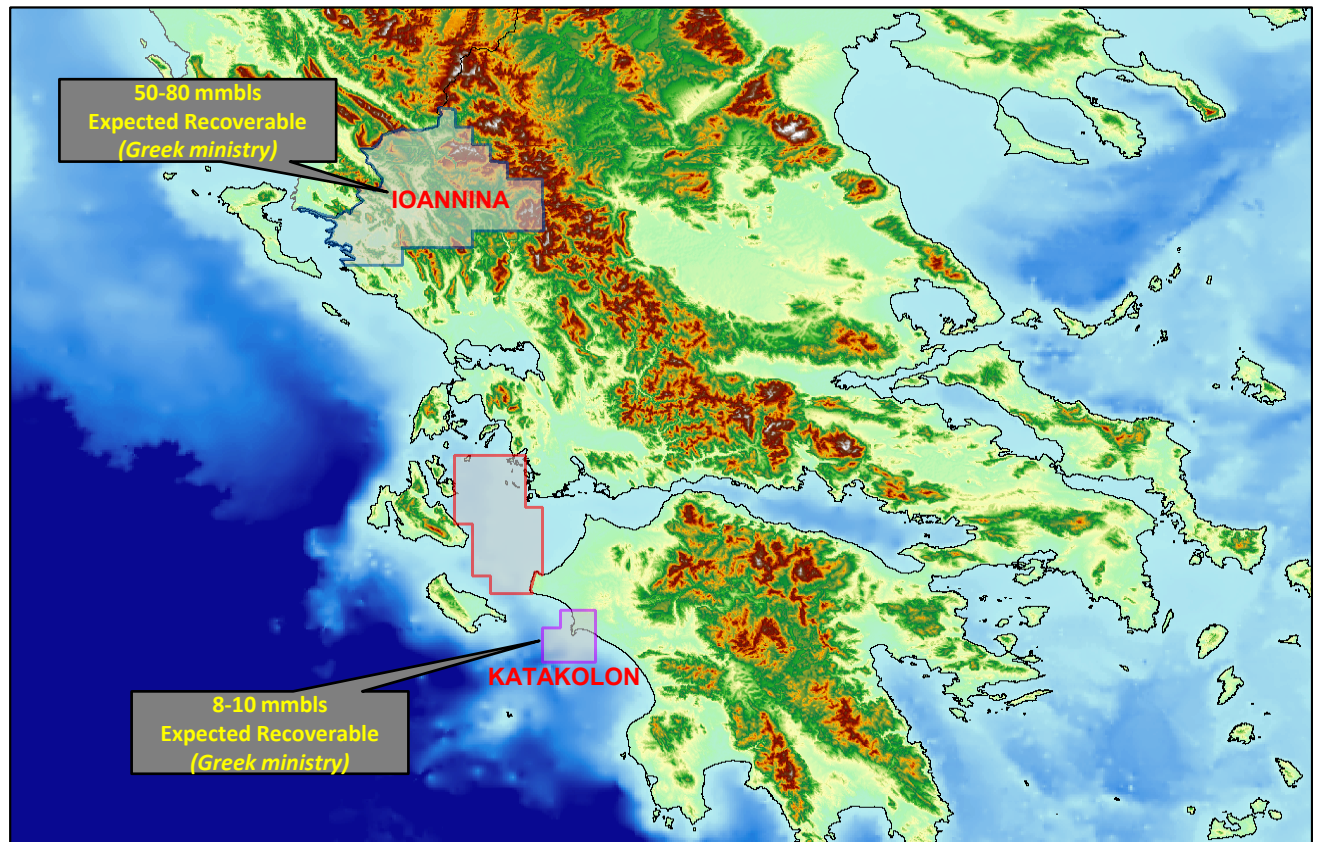 50-80 mmbls
Expected Recoverable
(Greek ministry)
IOANNINA
KATAKOLON
8-10 mmbls
Expected Recoverable
(Greek ministry)